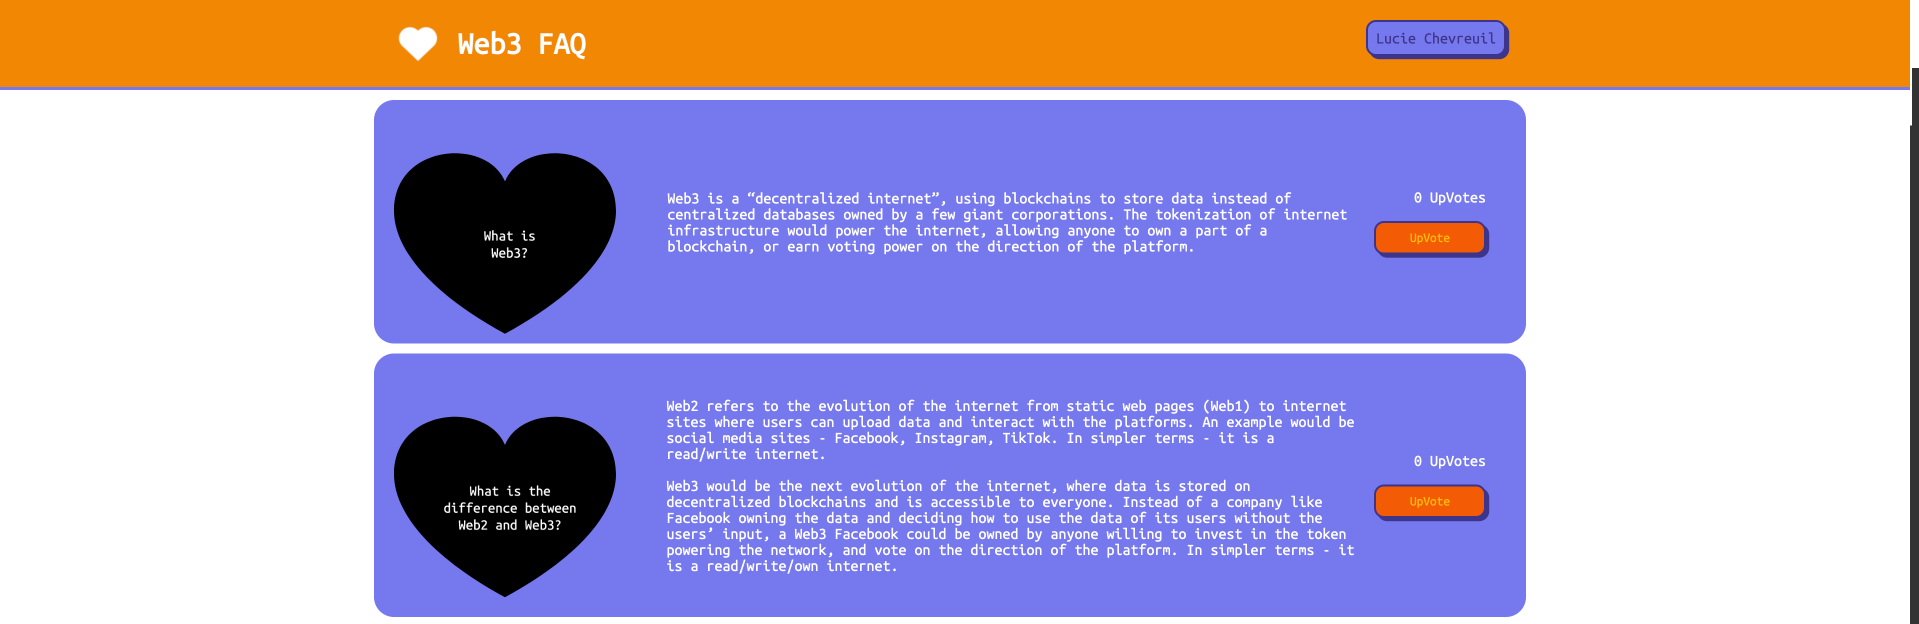 Web3 FAQ
Lucie Chevreuil
What is
Web3?
Web3 is a “decentralized internet”, using blockchains to store data instead of
centralized databases owned by a few giant corporations. The tokenization of internet
infrastructure would power the internet, allowing anyone to own a part of a
blockchain, or earn voting power on the direction of the platform.
0 UpVotes
UpVote
What is the
difference between
Web2 and Web3?
Web2 refers to the evolution of the internet from static web pages (Web1) to internet
sites where users can upload data and interact with the platforms. An example would be
social media sites - Facebook, Instagram, TikTok. In simpler terms - it is a
read/write internet.
Web3 would be the next evolution of the internet, where data is stored on
decentralized blockchains and is accessible to everyone. Instead of a company like
Facebook owning the data and deciding how to use the data of its users without the
users’ input, a Web3 Facebook could be owned by anyone willing to invest in the token
powering the network, and vote on the direction of the platform. In simpler terms - it
is a read/write/own internet.
0 UpVotes
UpVote